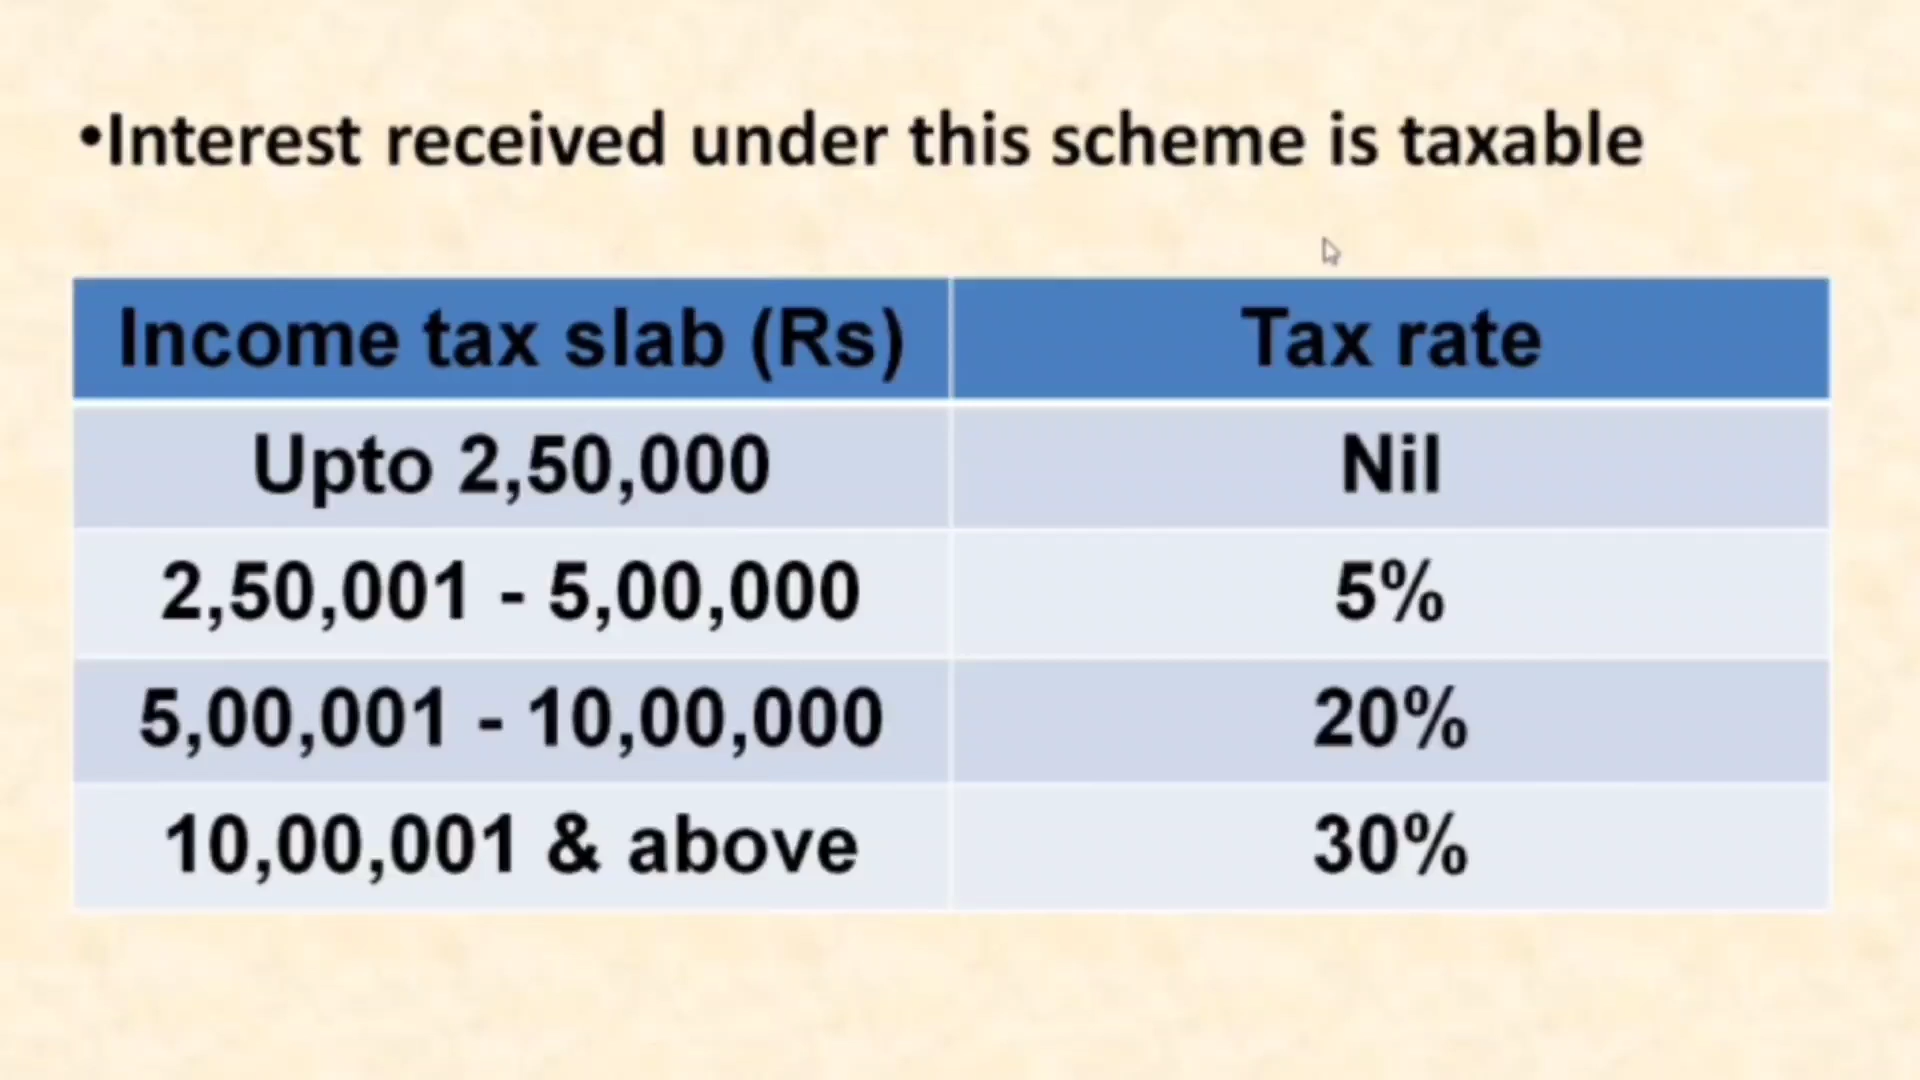 •Interest received under this scheme is taxable
Income tax slab (Rs) Tax rate
Upto 2,50,000 Nil
2,50,001 - 5,00,000 5%
5,00,001 - 10,00,000 20%
10,00,001 & above 30%